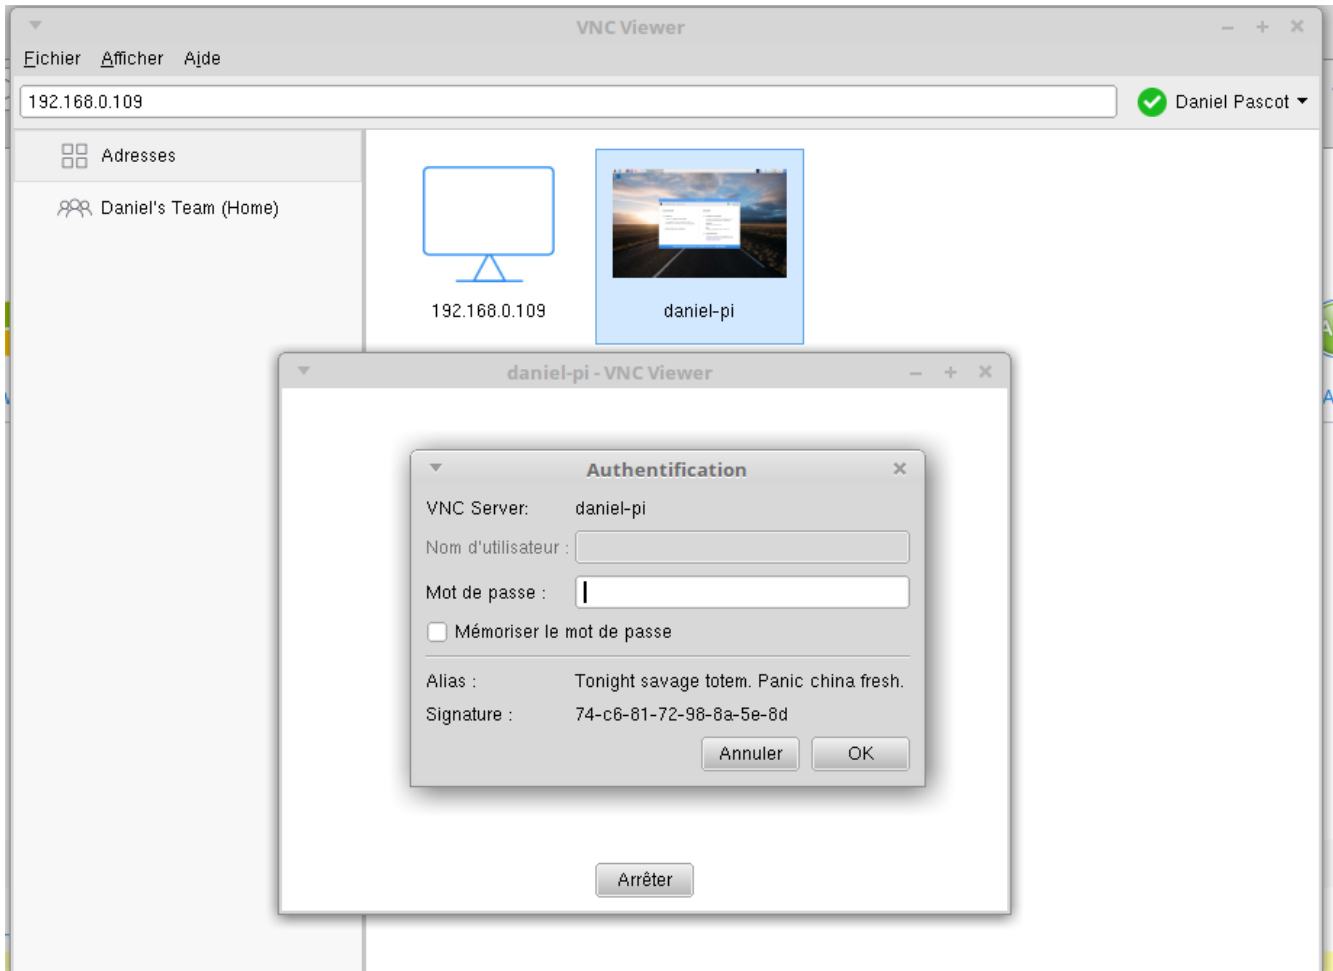 VNC Viewer
Fichier Afficher Aide
192.168.0.109
Daniel Pascot
Adresses
Daniel's Team (Home)
192.168.0.109
daniel-pi
daniel-pi - VNC Viewer
Authentification
VNC Server: daniel-pi
Nom d'utilisateur :
Mot de passe :
Mémoriser le mot de passe
Alias : Tonight savage totem. Panic china fresh.
Signature : 74-c6-81-72-98-8a-5e-8d
Annuler OK
Arrêter